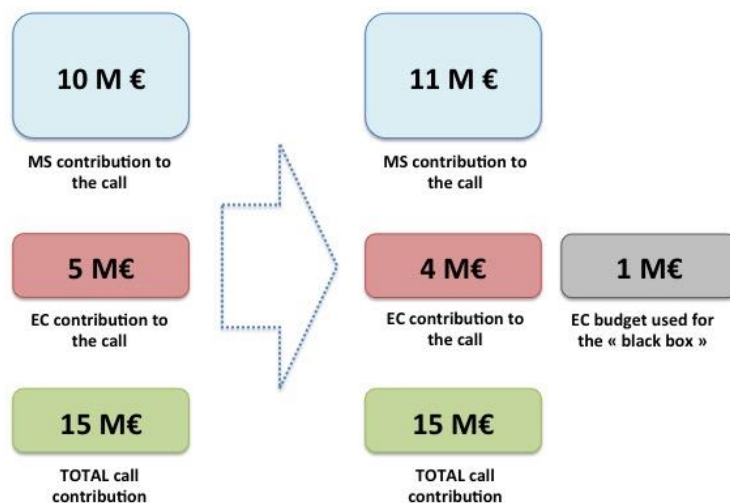 10 M €
MS contribution to
the call
5 M€
EC contribution to
the call
15 M€
TOTAL call
contribution
11 M €
MS contribution to
the call
4 M€
EC contribution to
the call
1 M€
EC budget used for
the « black box »
15 M€
TOTAL call
contribution